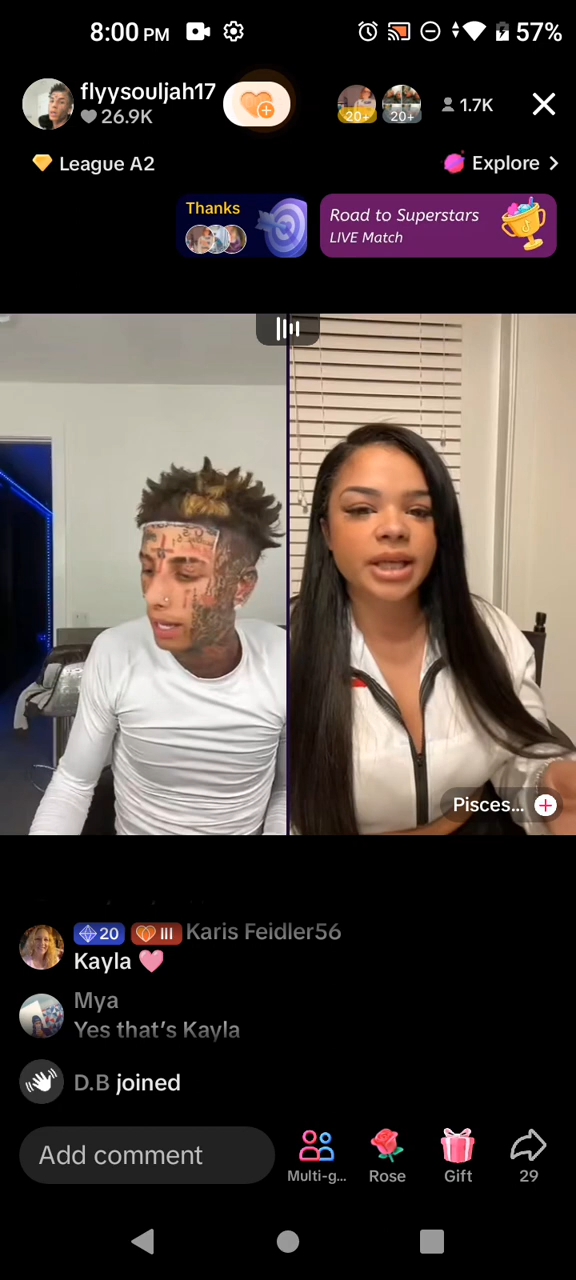 8:00 PM
57%
flyysouljah17
26.9K
20+
20+
1.7K
League A2
Explore >
Thanks
Road to Superstars
LIVE Match
Pisces...
20
III
Karis Feidler56
Kayla 🩷
Mya
Yes that's Kayla
D.B joined
Add comment
Multi-g...
Rose
Gift
29